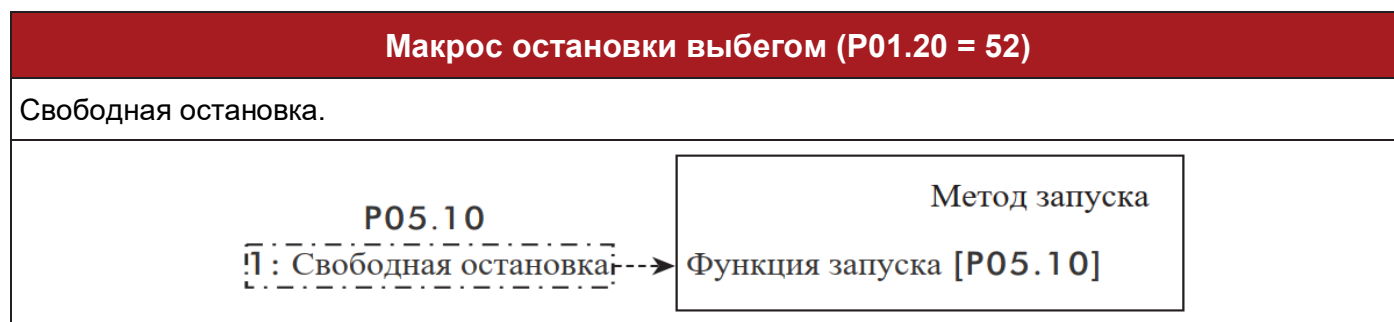 Макрос остановки выбегом (P01.20 = 52)
Свободная остановка.
Метод запуска
P05.10
1: Свободная остановка
Функция запуска [P05.10]